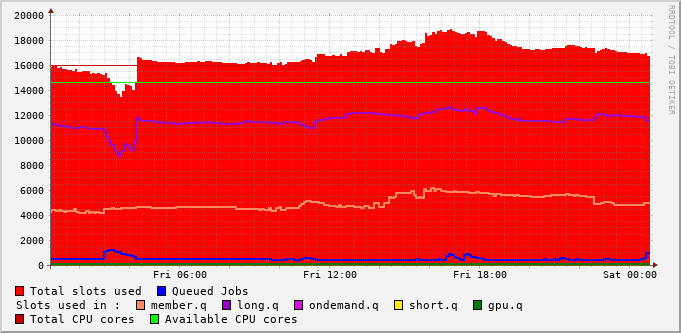 RRDTOOL / TOBI OETIKER
20000
18000
16000
14000
12000
10000
8000
6000
4000
2000
0
Fri 06:00 Fri 12:00 Fri 18:00 Sat 00:00
Total slots used Queued Jobs
Slots used in : member.q long.q ondemand.q short.q gpu.q
Total CPU cores Available CPU cores